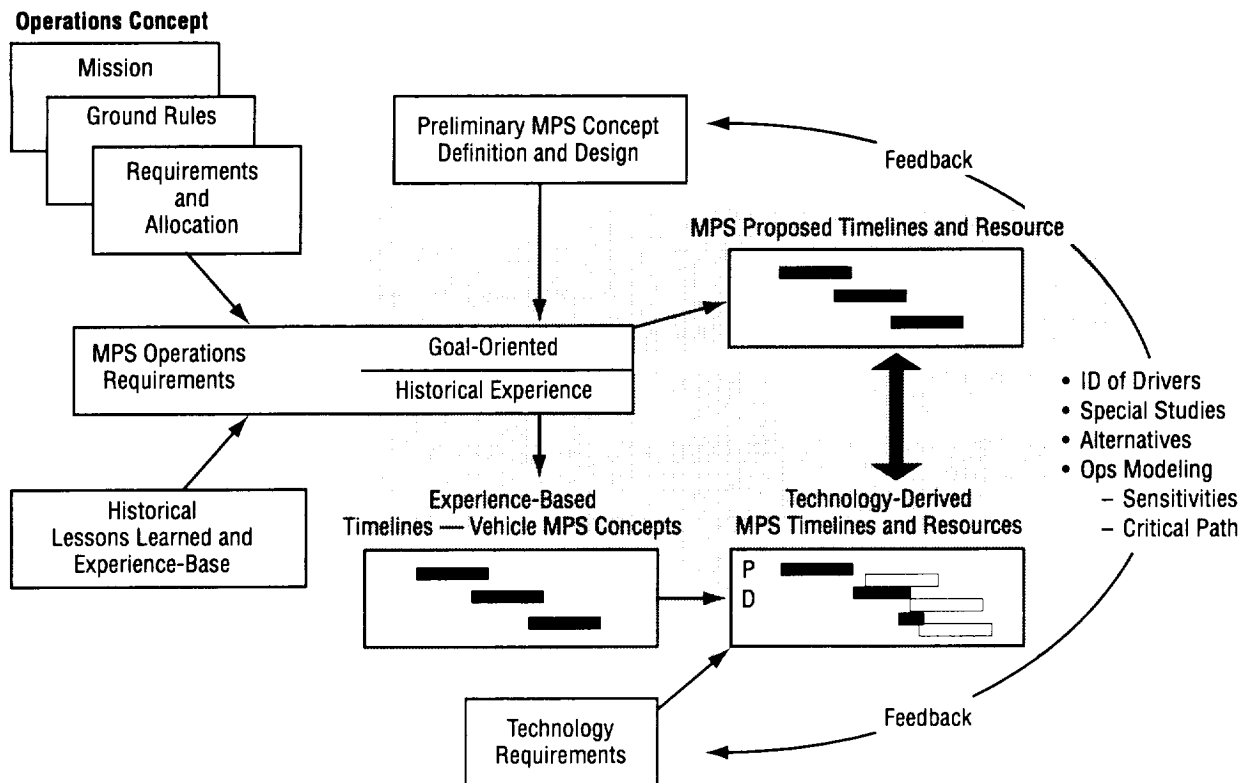 Operations Concept
Mission
Ground Rules
Requirements
and
Allocation
Preliminary MPS Concept
Definition and Design
Feedback
MPS Proposed Timelines and Resource
MPS Operations
Requirements
Goal-Oriented
Historical Experience
• ID of Drivers
• Special Studies
• Alternatives
• Ops Modeling
– Sensitivities
– Critical Path
Historical
Lessons Learned and
Experience-Base
Experience-Based
Timelines — Vehicle MPS Concepts
Technology-Derived
MPS Timelines and Resources
P
D
Technology
Requirements
Feedback